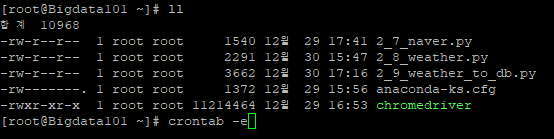 [root@Bigdata101 ~]# ll
합계 10968
-rw-r--r-- 1 root root 1540 12월 29 17:41 2_7_naver.py
-rw-r--r-- 1 root root 2291 12월 30 15:47 2_8_weather.py
-rw-r--r-- 1 root root 3662 12월 30 17:16 2_9_weather_to_db.py
-rw-------. 1 root root 1372 12월 29 15:56 anaconda-ks.cfg
-rwxr-xr-x 1 root root 11214464 12월 29 16:53 chromedriver
[root@Bigdata101 ~]# crontab -e